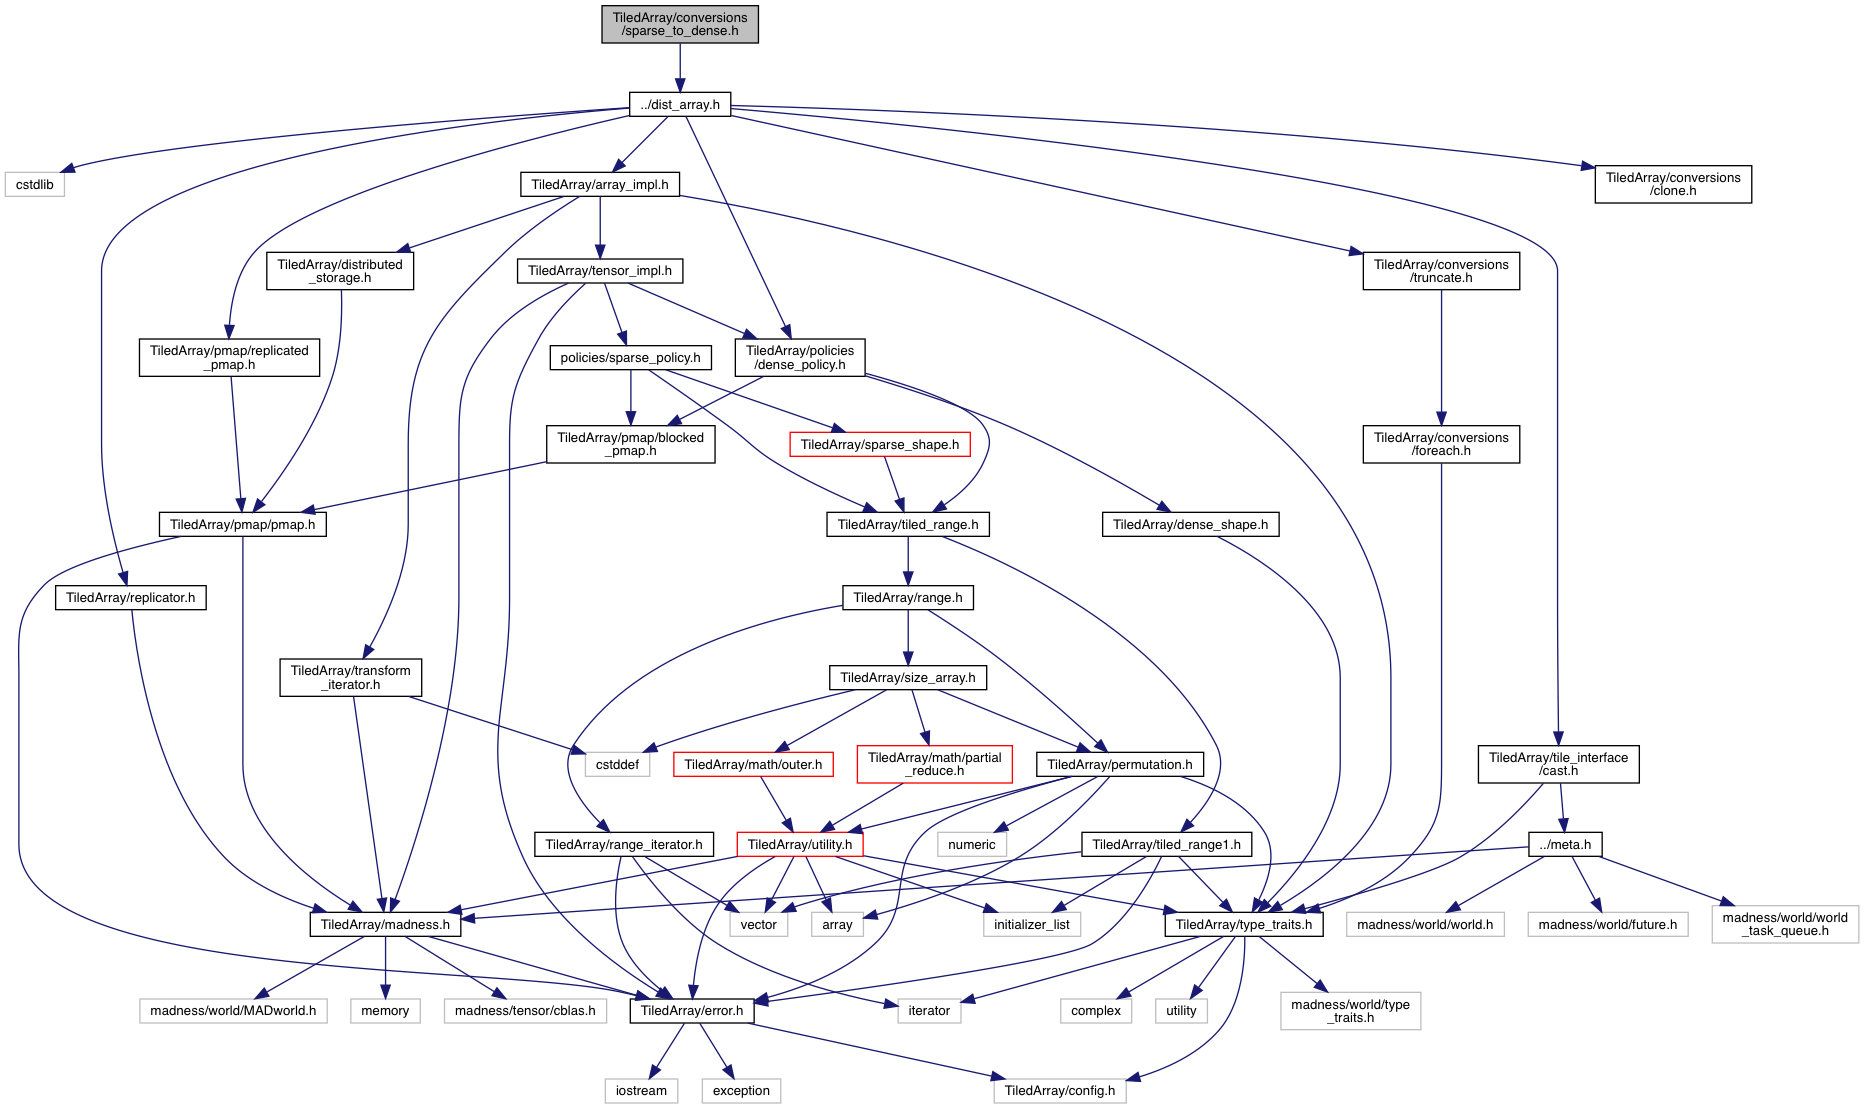 TiledArray/conversions
/sparse_to_dense.h
../dist_array.h
cstdlib
TiledArray/array_impl.h
TiledArray/conversions
/clone.h
TiledArray/distributed
_storage.h
TiledArray/tensor_impl.h
TiledArray/conversions
/truncate.h
TiledArray/pmap/replicated
_pmap.h
policies/sparse_policy.h
TiledArray/policies
/dense_policy.h
TiledArray/pmap/blocked
_pmap.h
TiledArray/sparse_shape.h
TiledArray/conversions
/foreach.h
TiledArray/pmap/pmap.h
TiledArray/tiled_range.h
TiledArray/dense_shape.h
TiledArray/replicator.h
TiledArray/range.h
TiledArray/transform
_iterator.h
TiledArray/size_array.h
cstddef
TiledArray/math/outer.h
TiledArray/math/partial
_reduce.h
TiledArray/permutation.h
TiledArray/tile_interface
/cast.h
TiledArray/range_iterator.h
TiledArray/utility.h
numeric
TiledArray/tiled_range1.h
../meta.h
TiledArray/madness.h
vector
array
initializer_list
TiledArray/type_traits.h
madness/world/world.h
madness/world/future.h
madness/world/world
_task_queue.h
madness/world/MADworld.h
memory
madness/tensor/cblas.h
TiledArray/error.h
iterator
complex
utility
madness/world/type
_traits.h
iostream
exception
TiledArray/config.h